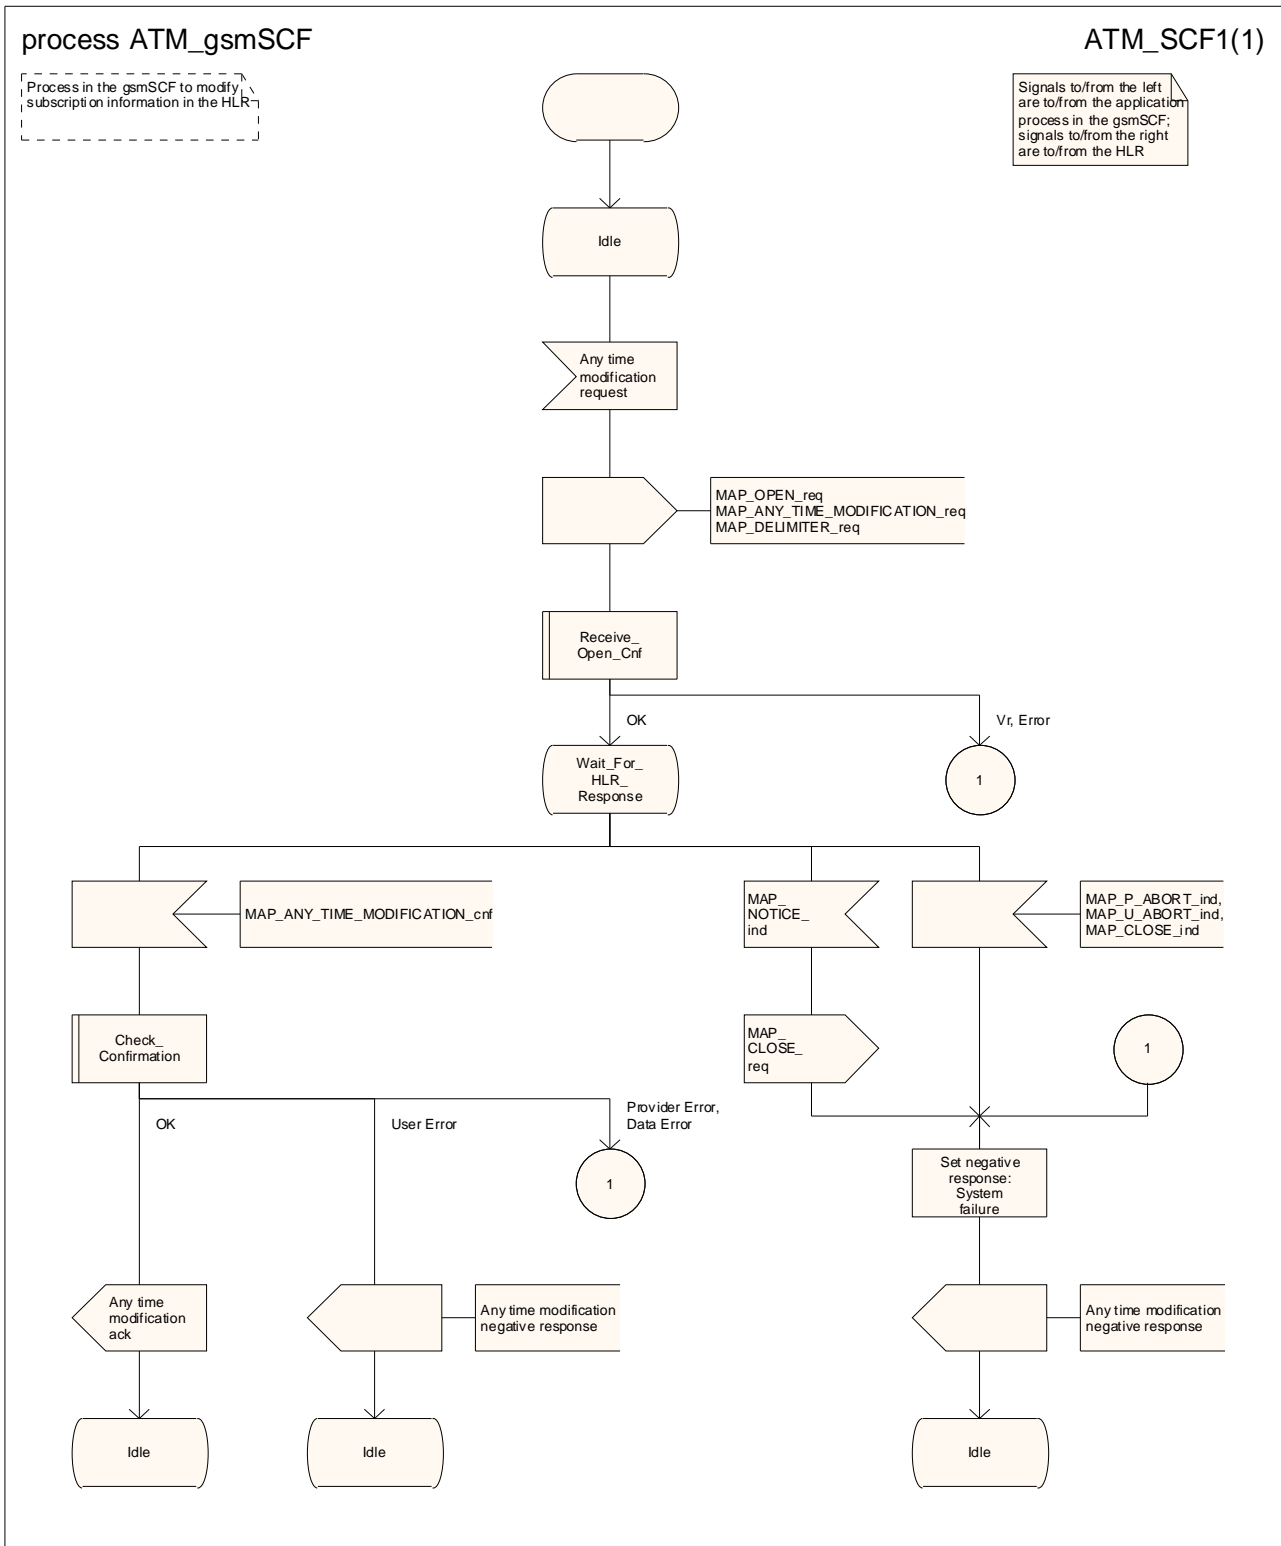 process ATM_gsmSCF
ATM_SCF1(1)
Process in the gsmSCF to modify
subscription information in the HLR
Signals to/from the left
are to/from the application
process in the gsmSCF;
signals to/from the right
are to/from the HLR
Idle
Any time
modification
request
MAP_OPEN_req
MAP_ANY_TIME_MODIFICATION_req
MAP_DELIMITER_req
Receive_
Open_Cnf
OK
Vr, Error
Wait_For_
HLR_
Response
1
MAP_ANY_TIME_MODIFICATION_cnf
MAP_
NOTICE_
ind
MAP_P_ABORT_ind,
MAP_U_ABORT_ind,
MAP_CLOSE_ind
Check_
Confirmation
MAP_
CLOSE_
req
1
OK
User Error
Provider Error,
Data Error
1
Set negative
response:
System
failure
Any time
modification
ack
Any time modification
negative response
Any time modification
negative response
Idle
Idle
Idle